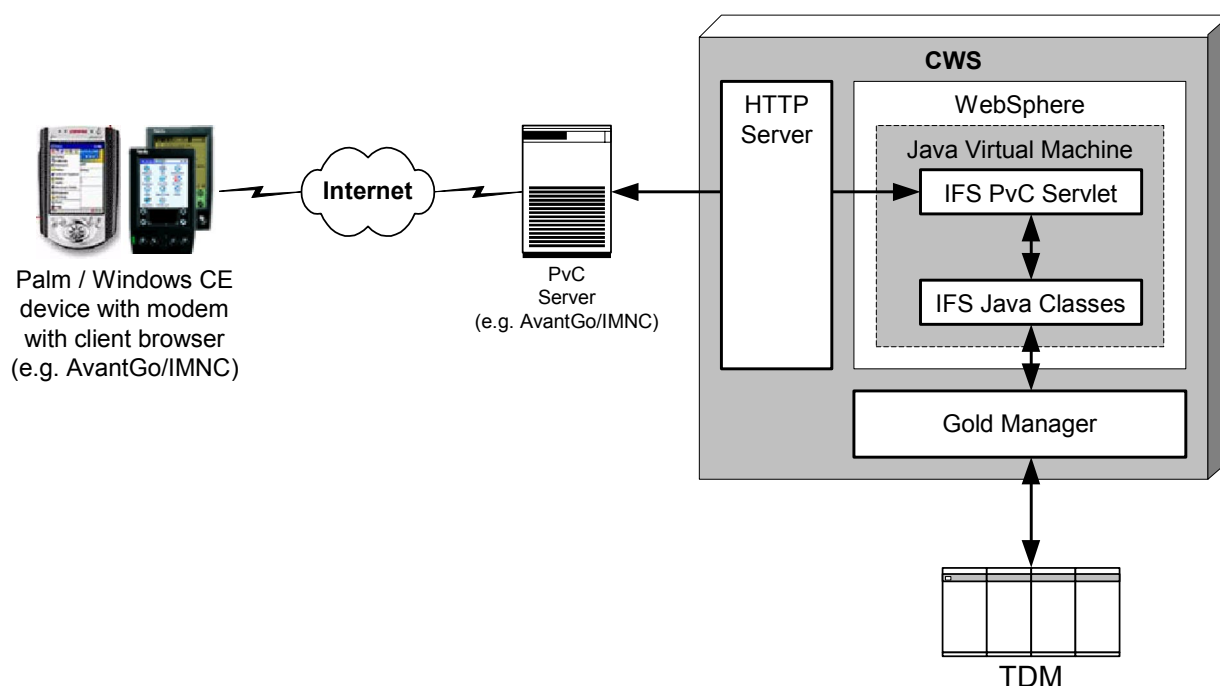 CWS
HTTP
Server
WebSphere
Java Virtual Machine
IFS PvC Servlet
IFS Java Classes
Gold Manager
Internet
Palm / Windows CE
device with modem
with client browser
(e.g. AvantGo/IMNC)
PvC
Server
(e.g. AvantGo/IMNC)
TDM